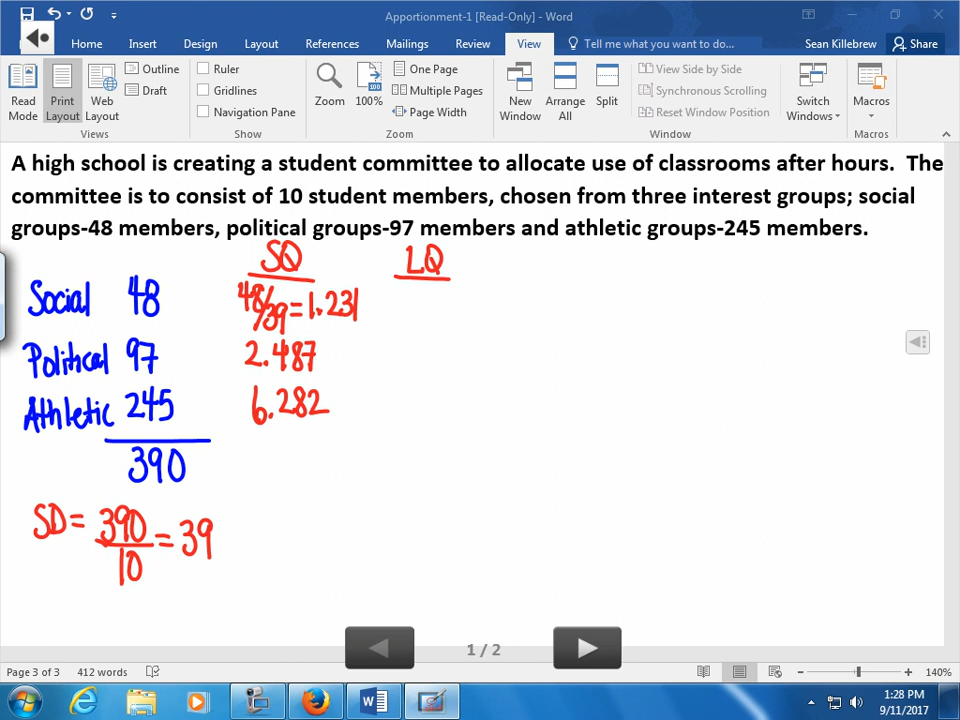 Apportionment-1 [Read-Only] - Word
Home Insert Design Layout References Mailings Review View Tell me what you want to do... Sean Killebrew Share
Read Mode
Print Layout
Web Layout
Outline
Draft
Views
Ruler
Gridlines
Navigation Pane
Show
Zoom
100%
One Page
Multiple Pages
Page Width
Zoom
New Window
Arrange All
Split
View Side by Side
Synchronous Scrolling
Reset Window Position
Window
Switch Windows
Macros
Macros
A high school is creating a student committee to allocate use of classrooms after hours. The
committee is to consist of 10 student members, chosen from three interest groups; social
groups-48 members, political groups-97 members and athletic groups-245 members.
SQ LQ
Social 48 48/39 = 1.231
Political 97 2.487
Athletic 245 6.282
390
SD = 390/10 = 39
1 / 2
Page 3 of 3 412 words 140%
1:28 PM
9/11/2017